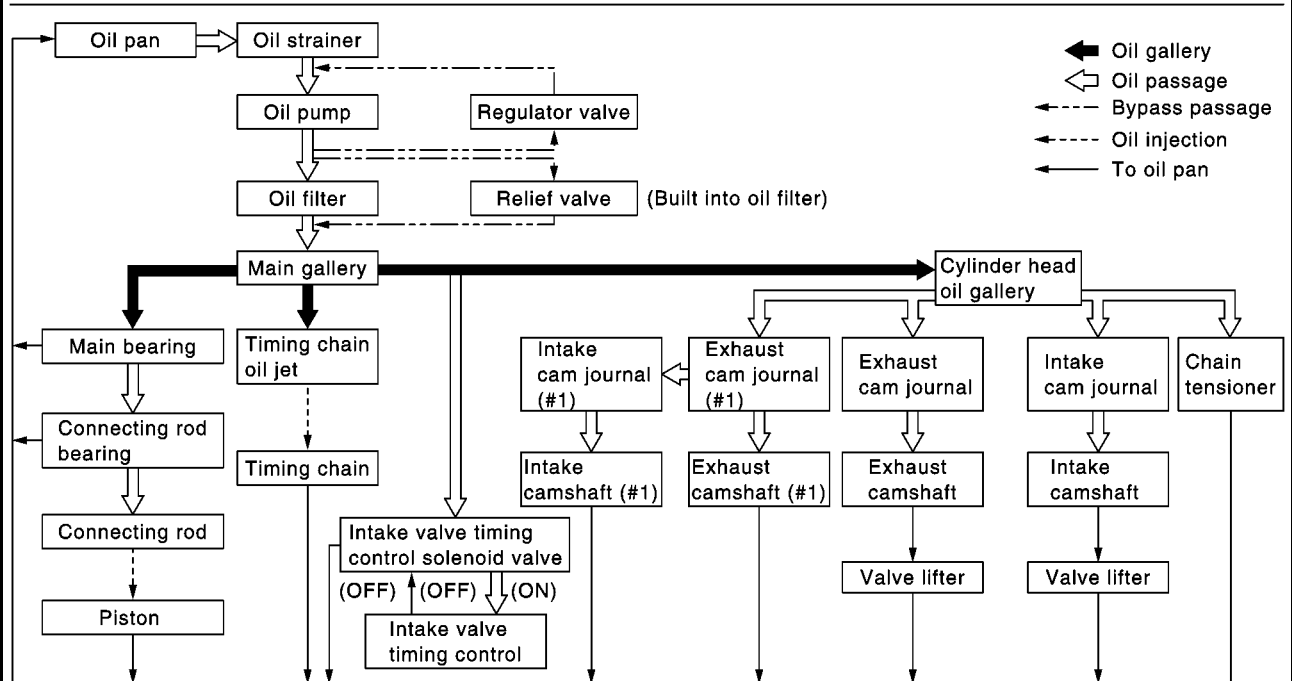 Oil pan
Oil strainer
Oil gallery
Oil passage
Oil pump
Regulator valve
Bypass passage
Oil injection
To oil pan
Oil filter
Relief valve
(Built into oil filter)
Main gallery
Cylinder head
oil gallery
Main bearing
Timing chain
oil jet
Intake
cam journal
(#1)
Exhaust
cam journal
(#1)
Exhaust
cam journal
Intake
cam journal
Chain
tensioner
Connecting rod
bearing
Timing chain
Intake
camshaft (#1)
Exhaust
camshaft (#1)
Exhaust
camshaft
Intake
camshaft
Connecting rod
Intake valve timing
control solenoid valve
(OFF)
(OFF)
(ON)
Valve lifter
Valve lifter
Piston
Intake valve
timing control